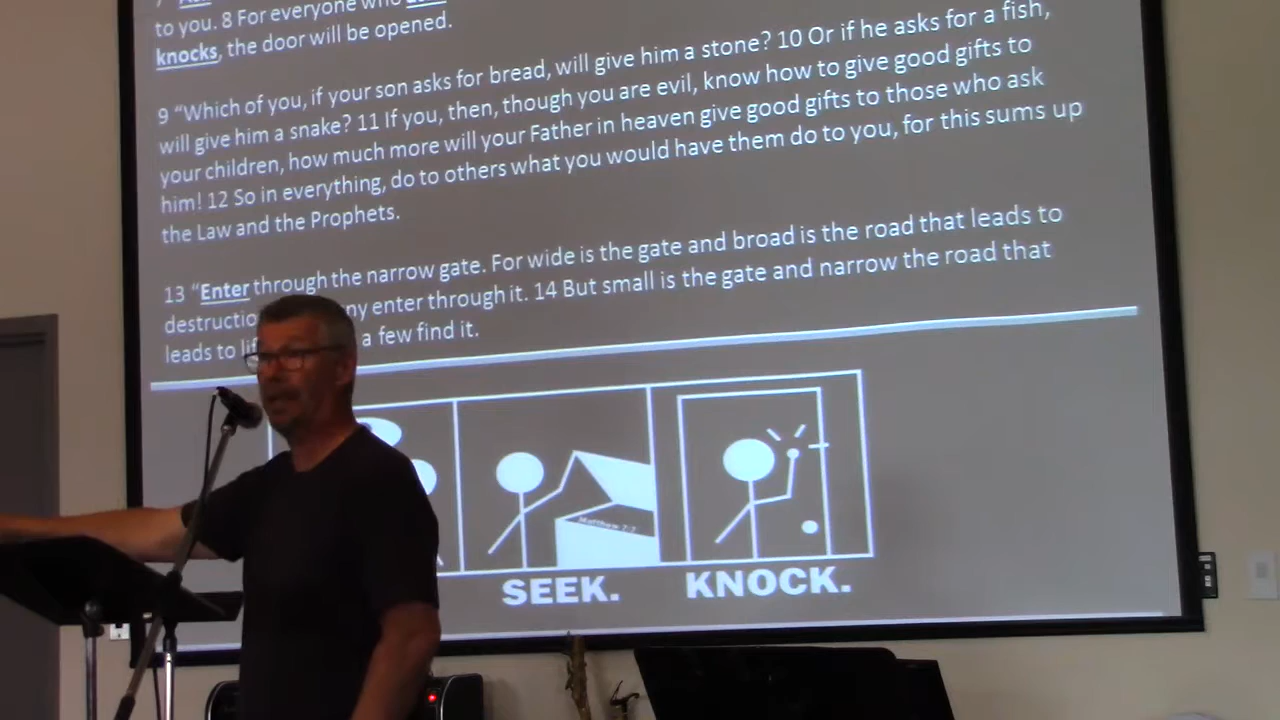 to you. 8 For everyone who
knocks, the door will be opened.
9 “Which of you, if your son asks for bread, will give him a stone? 10 Or if he asks for a fish,
will give him a snake? 11 If you, then, though you are evil, know how to give good gifts to
your children, how much more will your Father in heaven give good gifts to those who ask
him! 12 So in everything, do to others what you would have them do to you, for this sums up
the Law and the Prophets.
13 “Enter through the narrow gate. For wide is the gate and broad is the road that leads to
destructio ny enter through it. 14 But small is the gate and narrow the road that
leads to li a few find it.
Matthew 7:7
SEEK. KNOCK.